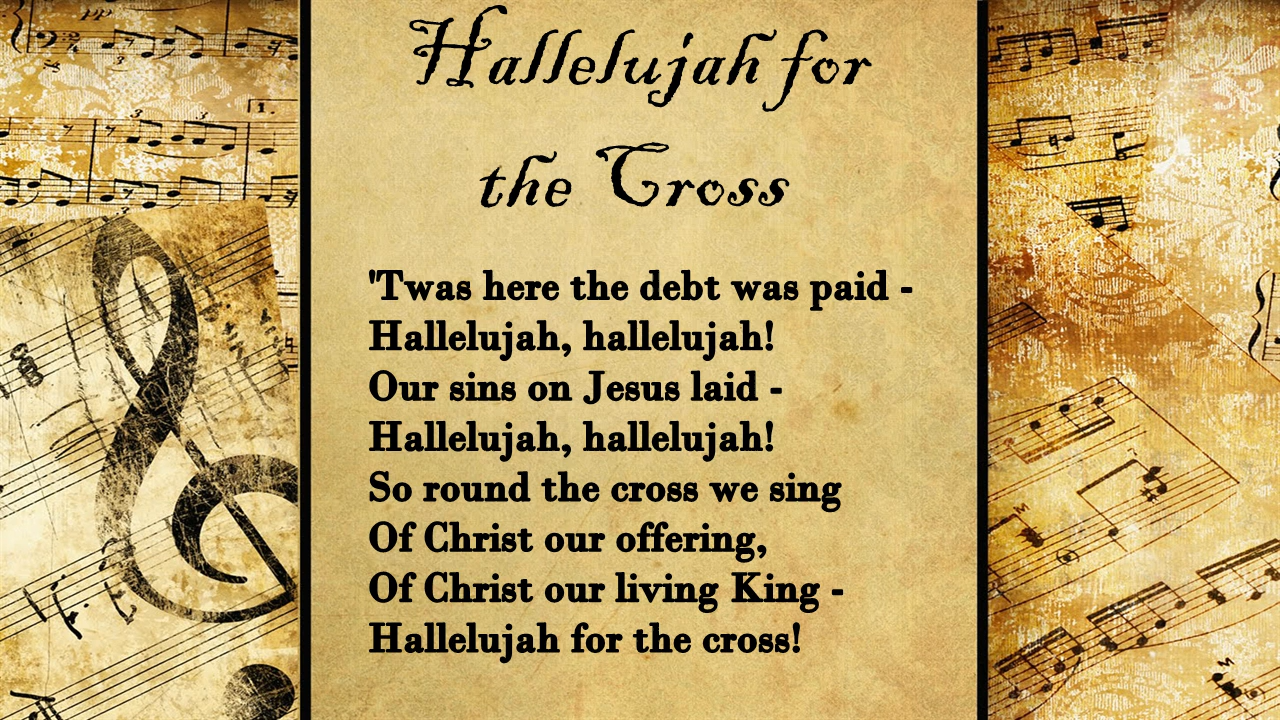 Hallelujah for
the Cross
'Twas here the debt was paid -
Hallelujah, hallelujah!
Our sins on Jesus laid -
Hallelujah, hallelujah!
So round the cross we sing
Of Christ our offering,
Of Christ our living King -
Hallelujah for the cross!